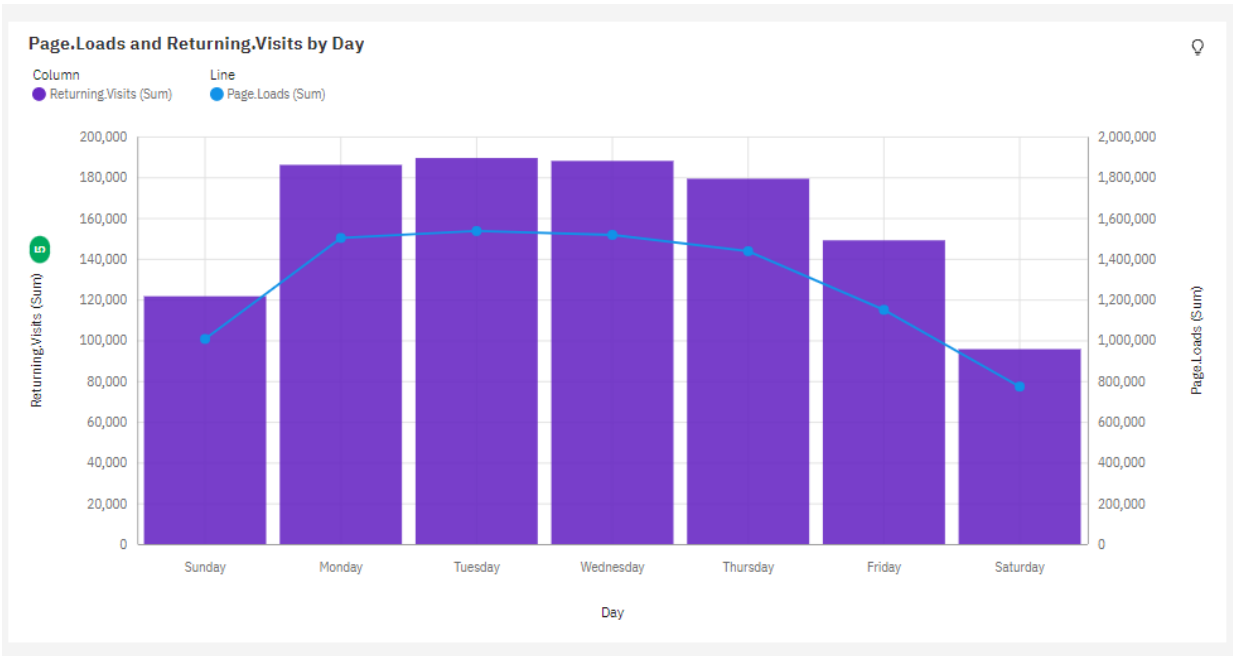 Page.Loads and Returning.Visits by Day
Column Line
Returning.Visits (Sum) Page.Loads (Sum)
200,000 2,000,000
180,000 1,800,000
160,000 1,600,000
140,000 1,400,000
120,000 1,200,000
100,000 1,000,000
80,000 800,000
60,000 600,000
40,000 400,000
20,000 200,000
0 0
Returning.Visits (Sum)
15
Page.Loads (Sum)
Sunday Monday Tuesday Wednesday Thursday Friday Saturday
Day